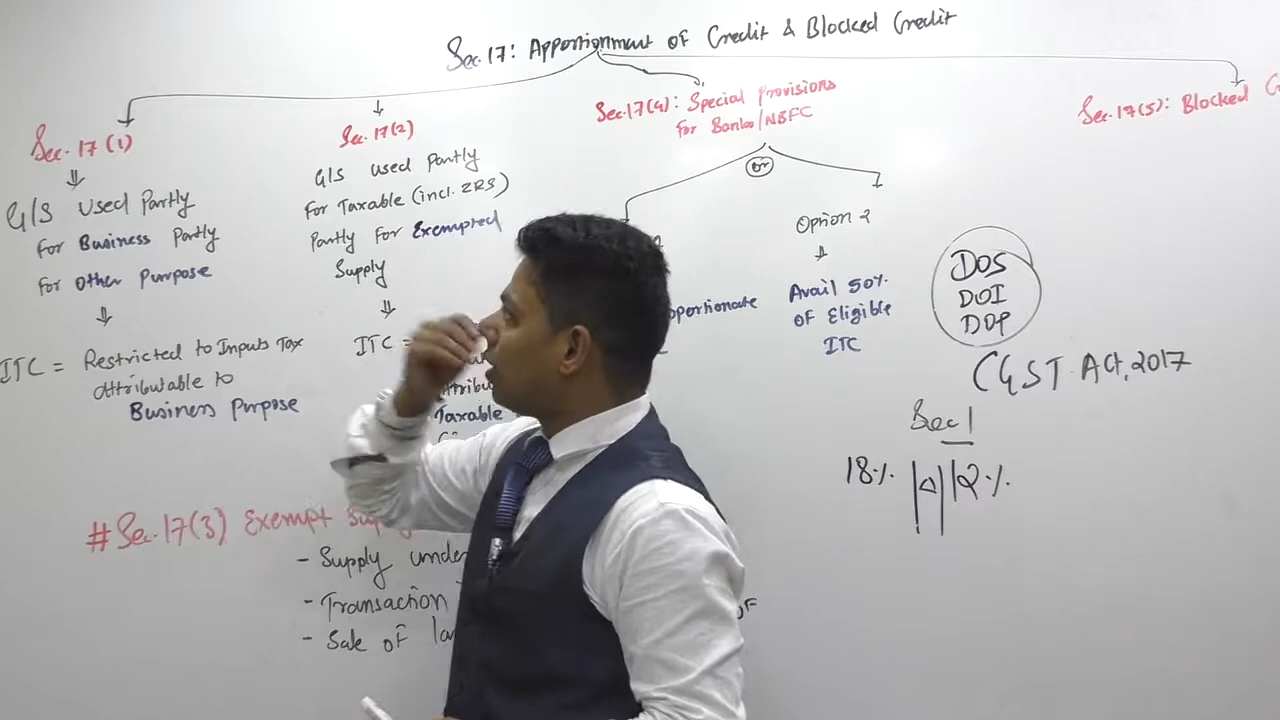 Sec.17: Apportionment of Credit & Blocked Credit
Sec.17(1)
G/S Used Partly
For Business Partly
For Other Purpose
ITC = Restricted to Inputs Tax
attributable to
Business Purpose
Sec.17(2)
G/S used Partly
For Taxable (incl. ZRS)
Partly For Exempted
Supply
ITC =
Taxable
Sec.17(4): Special Provisions
For Banks/NBFC
or
Option 2
Avail 50%
OF Eligible
ITC
Sec.17(5): Blocked
DOS
DOI
DOP
CGST Act, 2017
Sec 1
18% 12%
#Sec.17(3) Exempt
- Supply under
- Transaction
- Sale OF